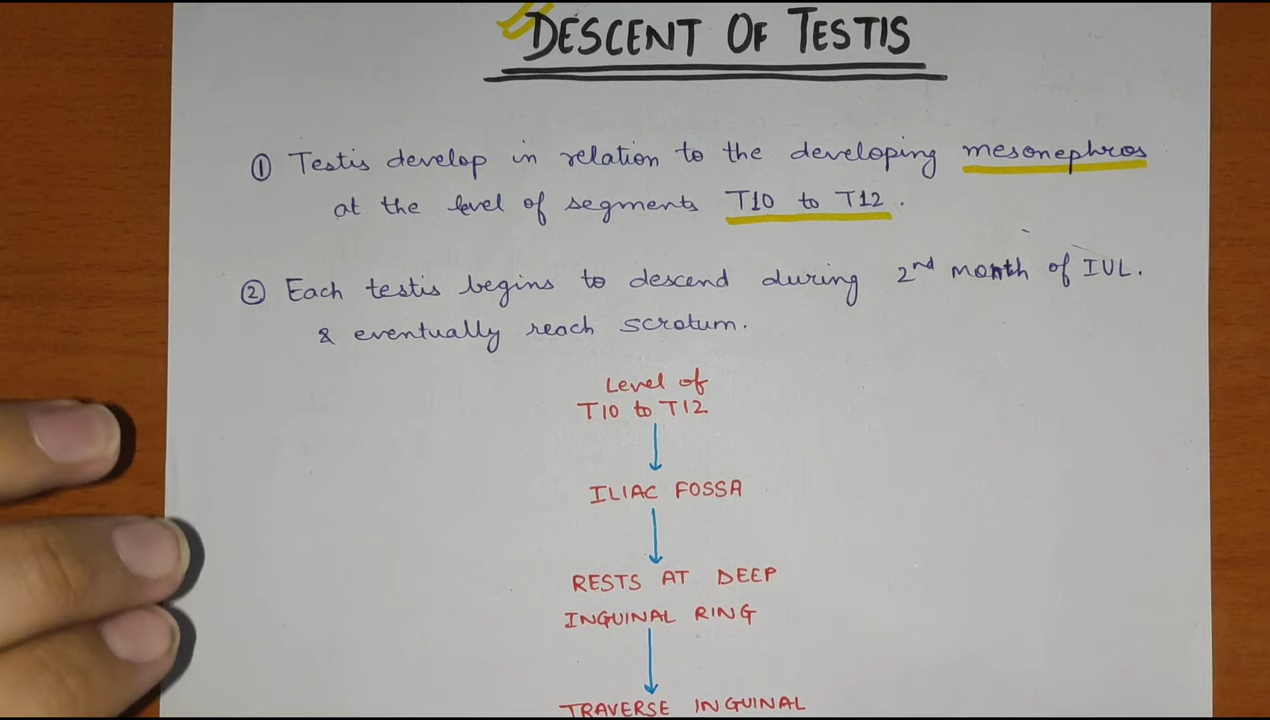 DESCENT OF TESTIS
① Testis develop in relation to the developing mesonephros
at the level of segments T10 to T12.
② Each testis begins to descend during 2nd month of IUL.
& eventually reach scrotum.
Level of
T10 to T12
ILIAC FOSSA
RESTS AT DEEP
INGUINAL RING
TRAVERSE INGUINAL